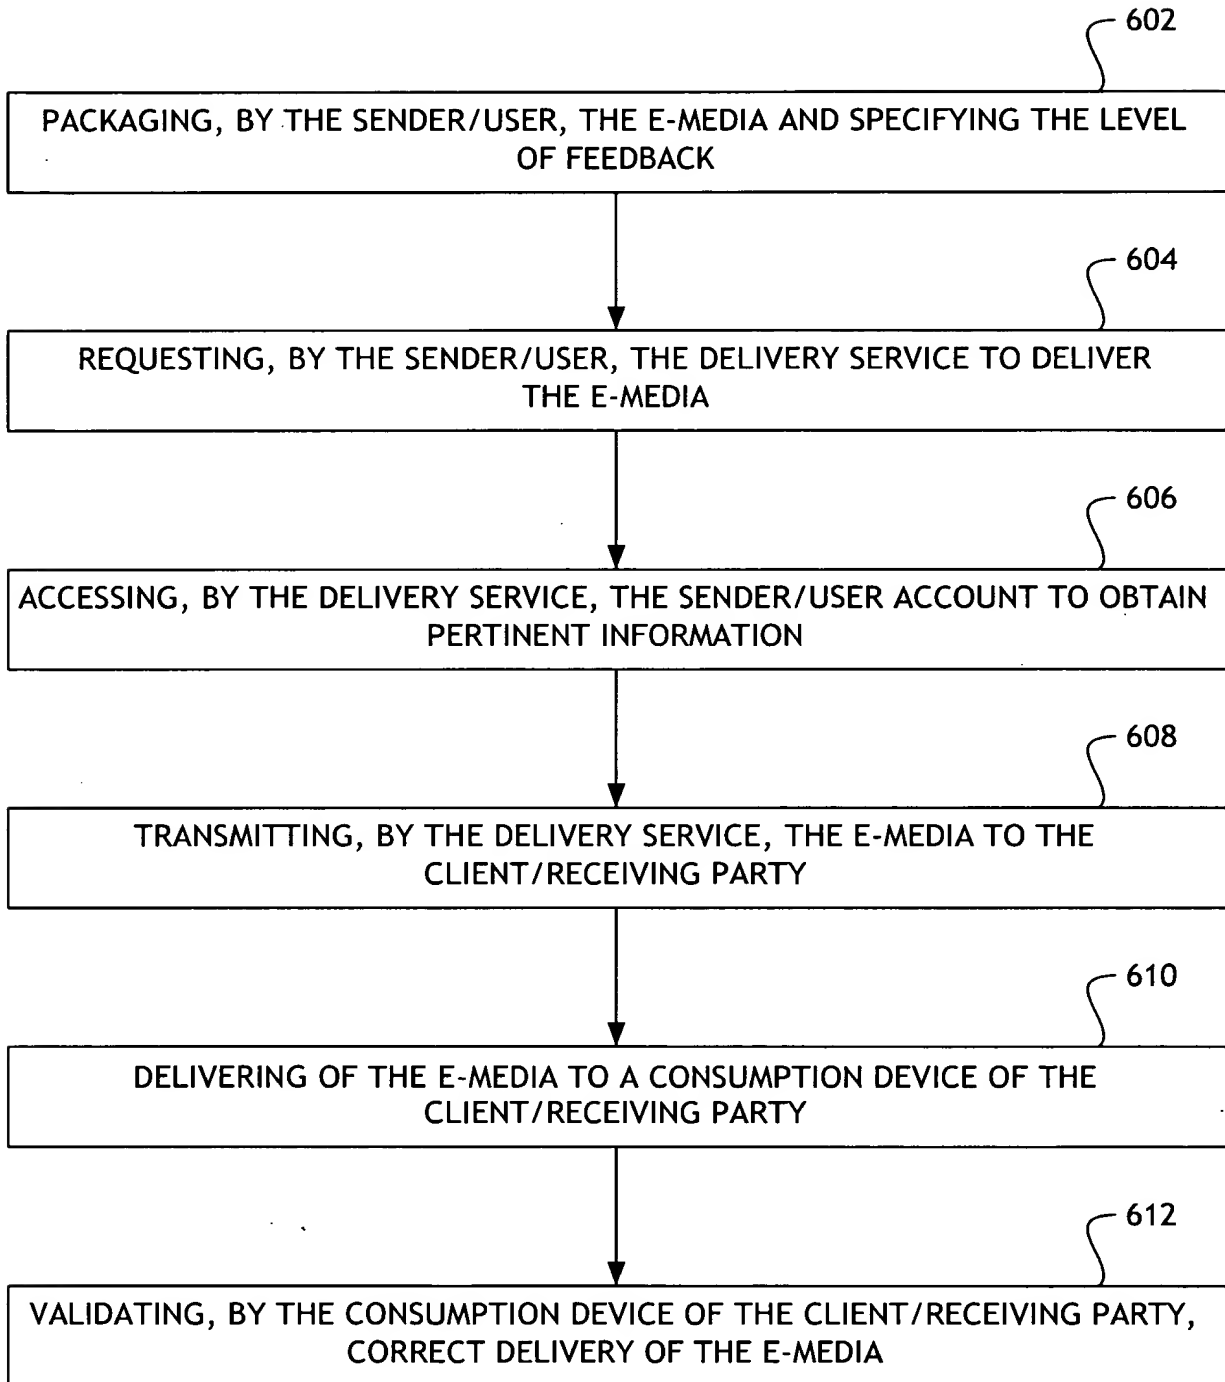 602
PACKAGING, BY THE SENDER/USER, THE E-MEDIA AND SPECIFYING THE LEVEL
OF FEEDBACK
604
REQUESTING, BY THE SENDER/USER, THE DELIVERY SERVICE TO DELIVER
THE E-MEDIA
606
ACCESSING, BY THE DELIVERY SERVICE, THE SENDER/USER ACCOUNT TO OBTAIN
PERTINENT INFORMATION
608
TRANSMITTING, BY THE DELIVERY SERVICE, THE E-MEDIA TO THE
CLIENT/RECEIVING PARTY
610
DELIVERING OF THE E-MEDIA TO A CONSUMPTION DEVICE OF THE
CLIENT/RECEIVING PARTY
612
VALIDATING, BY THE CONSUMPTION DEVICE OF THE CLIENT/RECEIVING PARTY,
CORRECT DELIVERY OF THE E-MEDIA